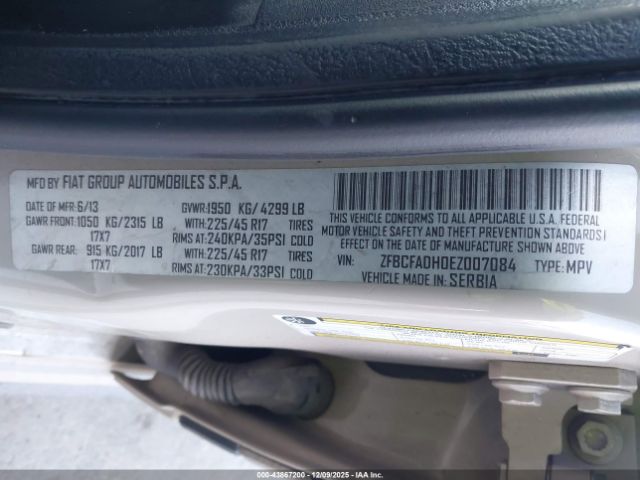 MFD BY FIAT GROUP AUTOMOBILES S.P.A.
DATE OF MFR: 6/13 GVWR: 1950 KG/ 4299 LB
GAWR FRONT: 1050 KG/2315 LB 225/45 R17 TIRES
17X7 RIMS AT: 240KPA/35PSI COLD
GAWR REAR: 915 KG/2017 LB WITH: 225/45 R17 TIRES
17X7 RIMS AT: 230KPA/33PSI COLD
THIS VEHICLE CONFORMS TO ALL APPLICABLE U.S.A. FEDERAL
MOTOR VEHICLE SAFETY AND THEFT PREVENTION STANDARDS I
EFFECT ON THE DATE OF MANUFACTURE SHOWN ABOVE.
VIN: ZFBCFADH0EZ007084 TYPE: MPV
VEHICLE MADE IN: SERBIA
000-43867200 - 12/09/2025 - IAAI.COM